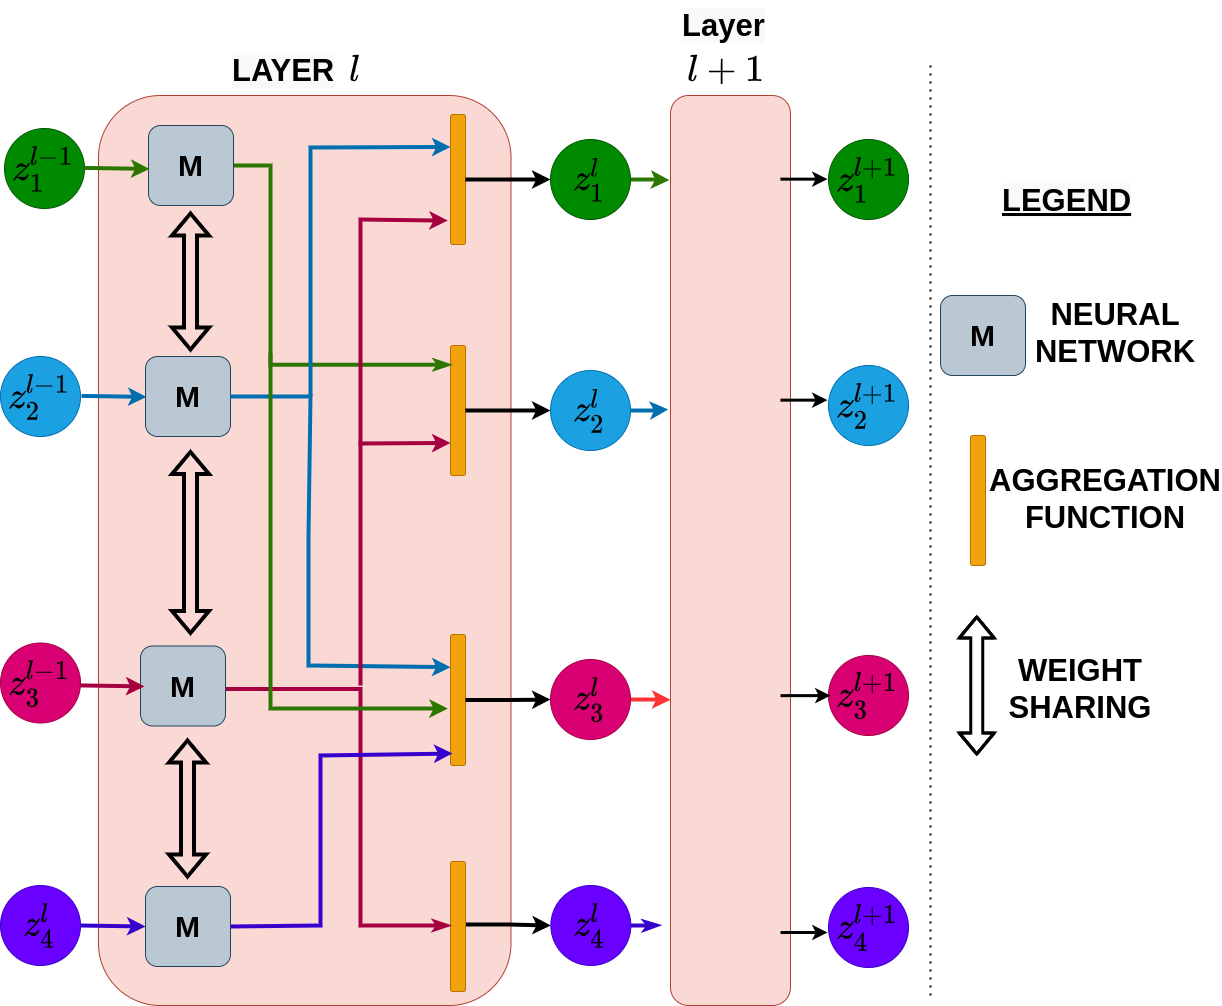 Layer
l + 1
LAYER l
z_1^{l-1}
M
z_1^l
z_1^{l+1}
z_2^{l-1}
M
z_2^l
z_2^{l+1}
z_3^{l-1}
M
z_3^l
z_3^{l+1}
z_4^l
M
z_4^l
z_4^{l+1}
LEGEND
M
NEURAL
NETWORK
AGGREGATION
FUNCTION
WEIGHT
SHARING